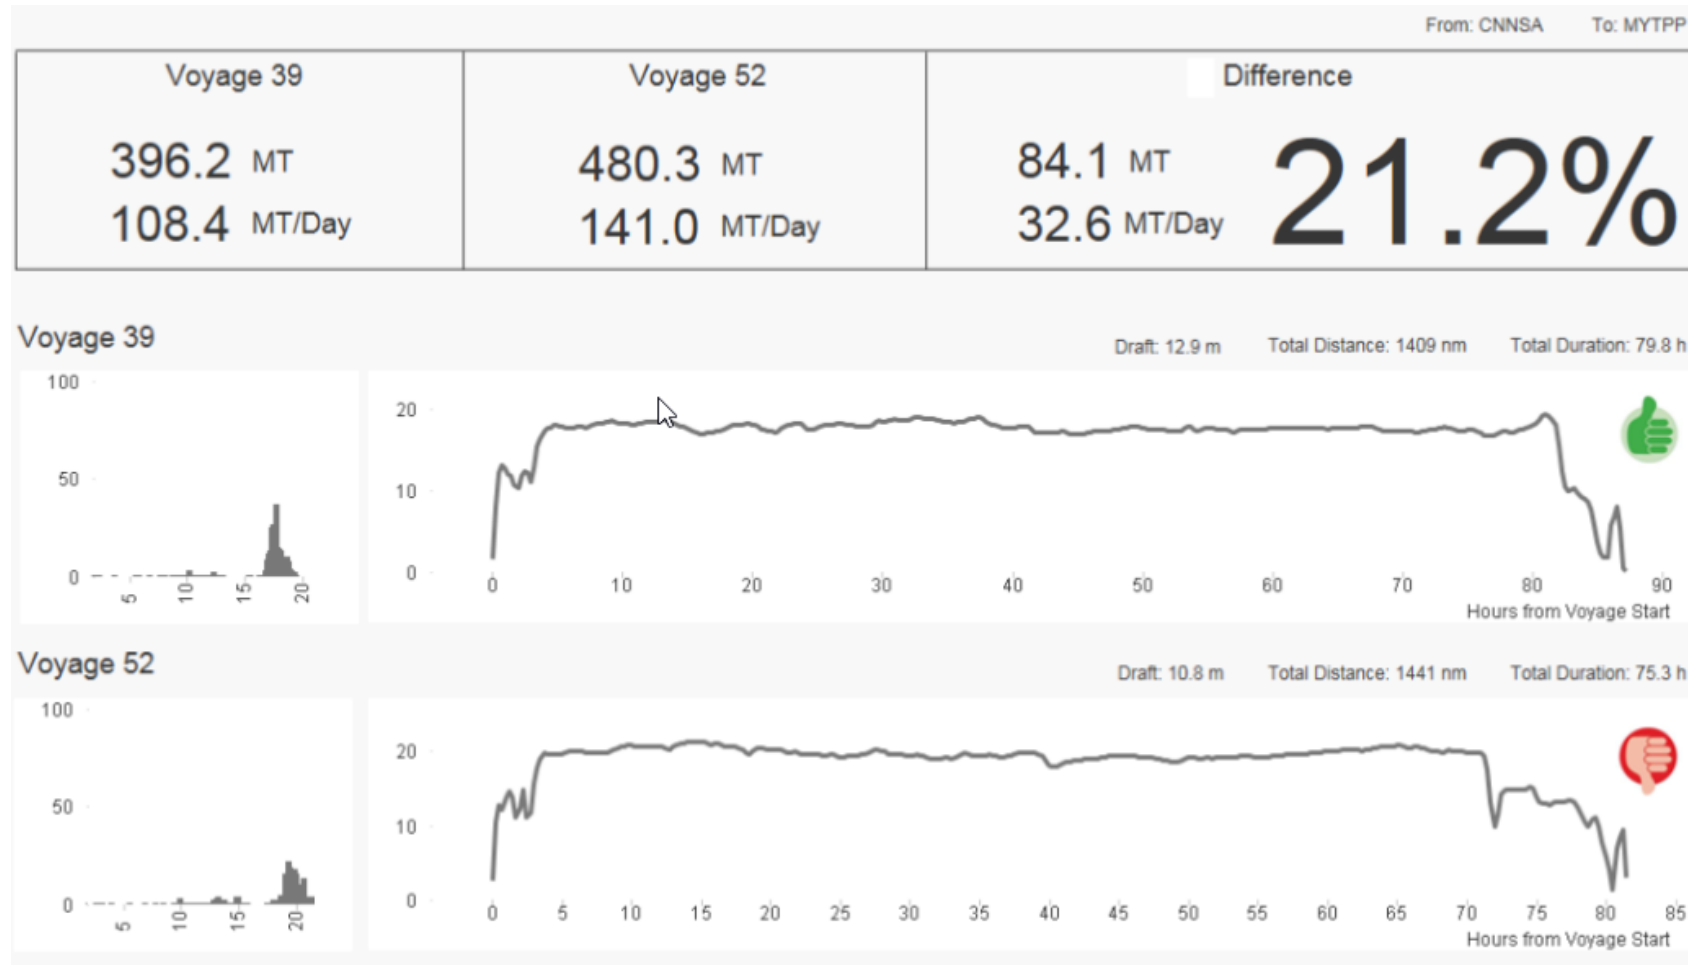 From: CNNSA To: MYTPP
Voyage 39
396.2 MT
108.4 MT/Day
Voyage 52
480.3 MT
141.0 MT/Day
Difference
84.1 MT
32.6 MT/Day
21.2%
Voyage 39
Draft: 12.9 m Total Distance: 1409 nm Total Duration: 79.8 h
100
50
0
5 10 15 20
20
10
0
0 10 20 30 40 50 60 70 80 90
Hours from Voyage Start
Voyage 52
Draft: 10.8 m Total Distance: 1441 nm Total Duration: 75.3 h
100
50
0
5 10 15 20
20
10
0
0 5 10 15 20 25 30 35 40 45 50 55 60 65 70 75 80 85
Hours from Voyage Start